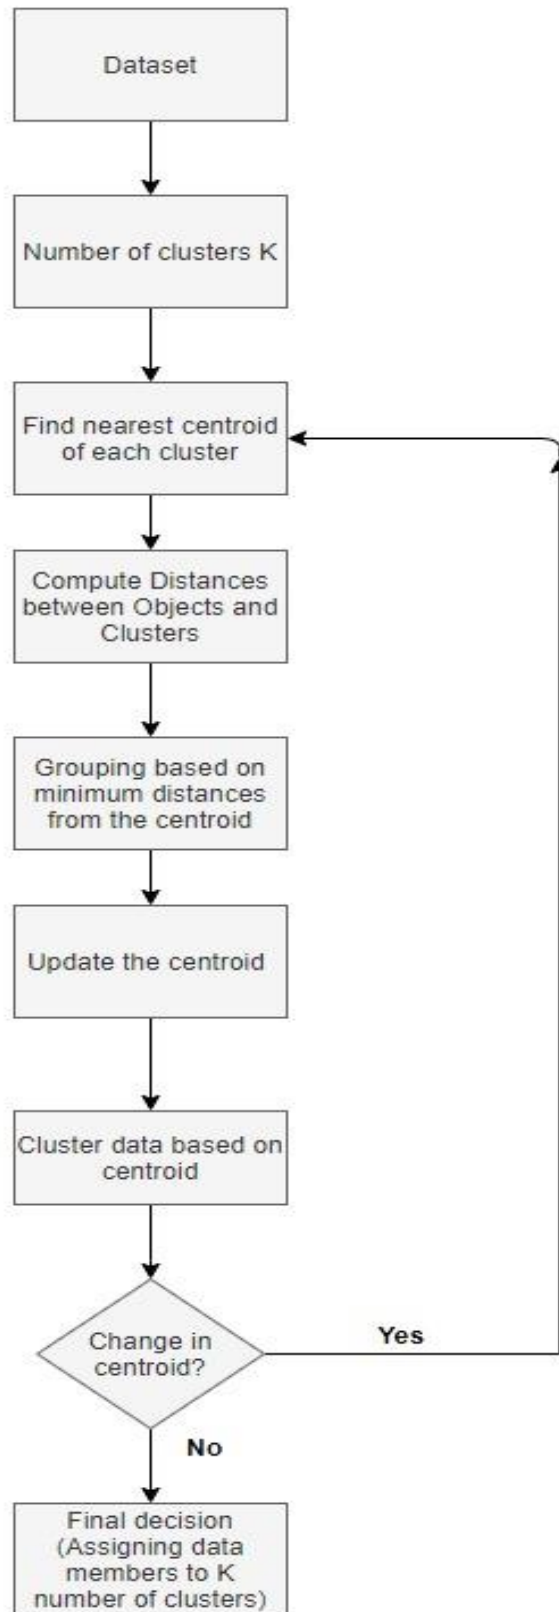 Dataset
Number of clusters K
Find nearest centroid
of each cluster
Compute Distances
between Objects and
Clusters
Grouping based on
minimum distances
from the centroid
Update the centroid
Cluster data based on
centroid
Change in
centroid?
Yes
No
Final decision
(Assigning data
members to K
number of clusters)